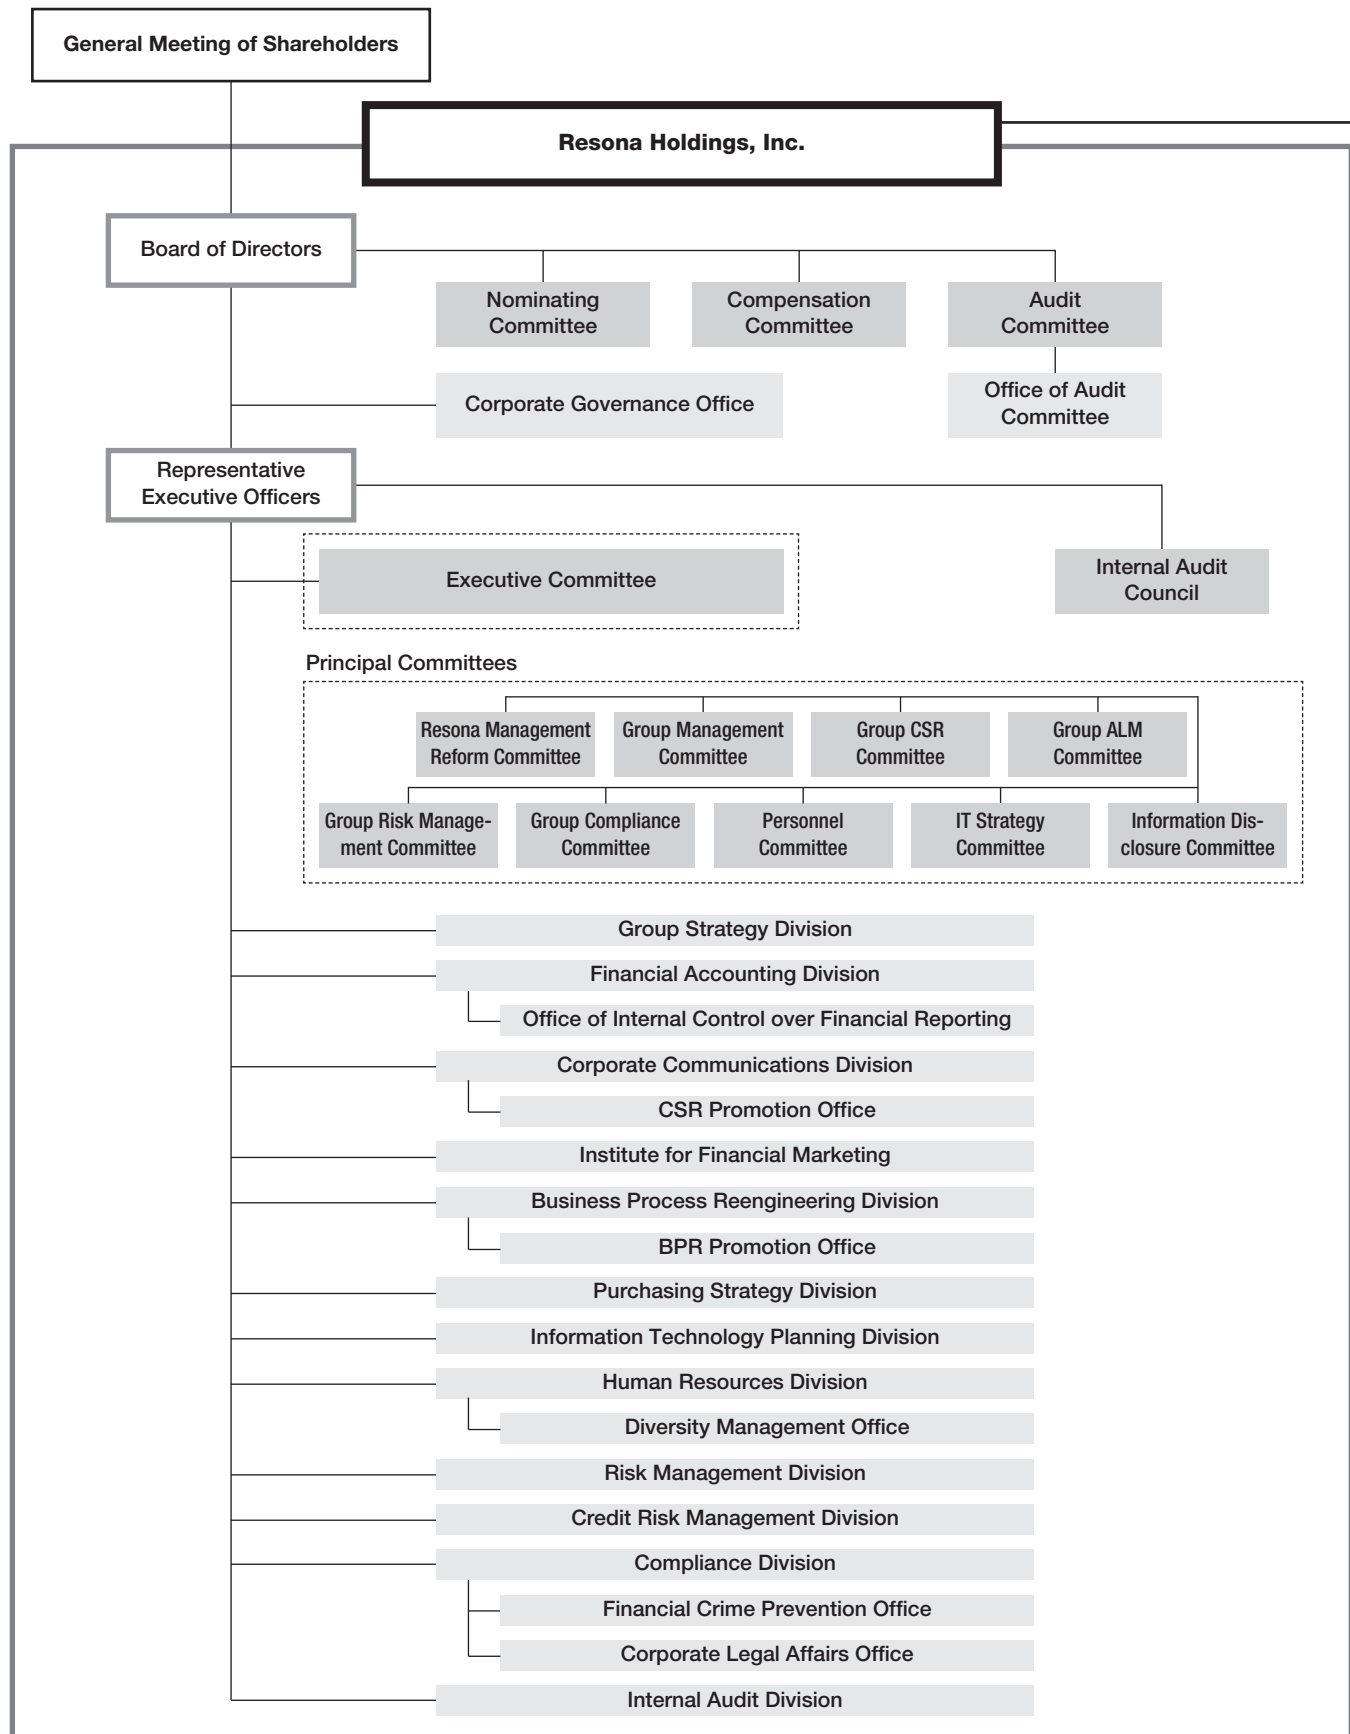 General Meeting of Shareholders
Resona Holdings, Inc.
Board of Directors
Nominating
Committee
Compensation
Committee
Audit
Committee
Corporate Governance Office
Office of Audit
Committee
Representative
Executive Officers
Executive Committee
Internal Audit
Council
Principal Committees
Resona Management
Reform Committee
Group Management
Committee
Group CSR
Committee
Group ALM
Committee
Group Risk Manage-
ment Committee
Group Compliance
Committee
Personnel
Committee
IT Strategy
Committee
Information Dis-
closure Committee
Group Strategy Division
Financial Accounting Division
Office of Internal Control over Financial Reporting
Corporate Communications Division
CSR Promotion Office
Institute for Financial Marketing
Business Process Reengineering Division
BPR Promotion Office
Purchasing Strategy Division
Information Technology Planning Division
Human Resources Division
Diversity Management Office
Risk Management Division
Credit Risk Management Division
Compliance Division
Financial Crime Prevention Office
Corporate Legal Affairs Office
Internal Audit Division